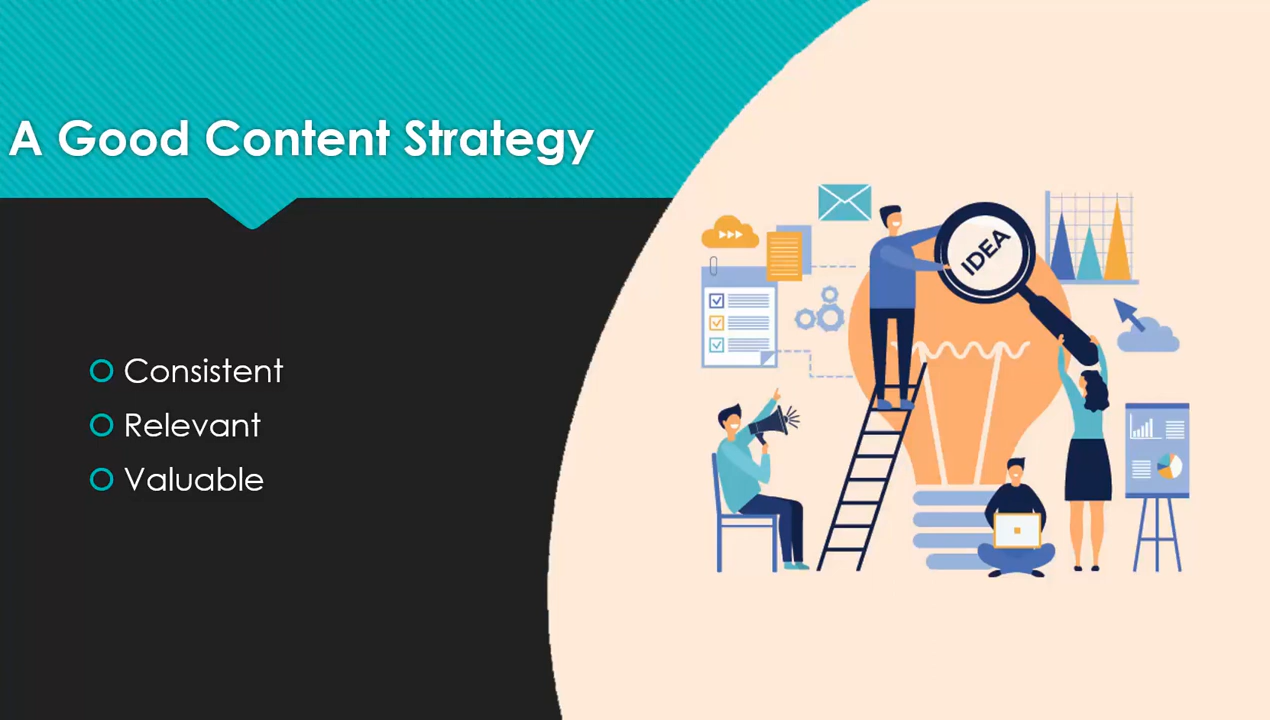 A Good Content Strategy
Consistent
Relevant
Valuable
IDEA